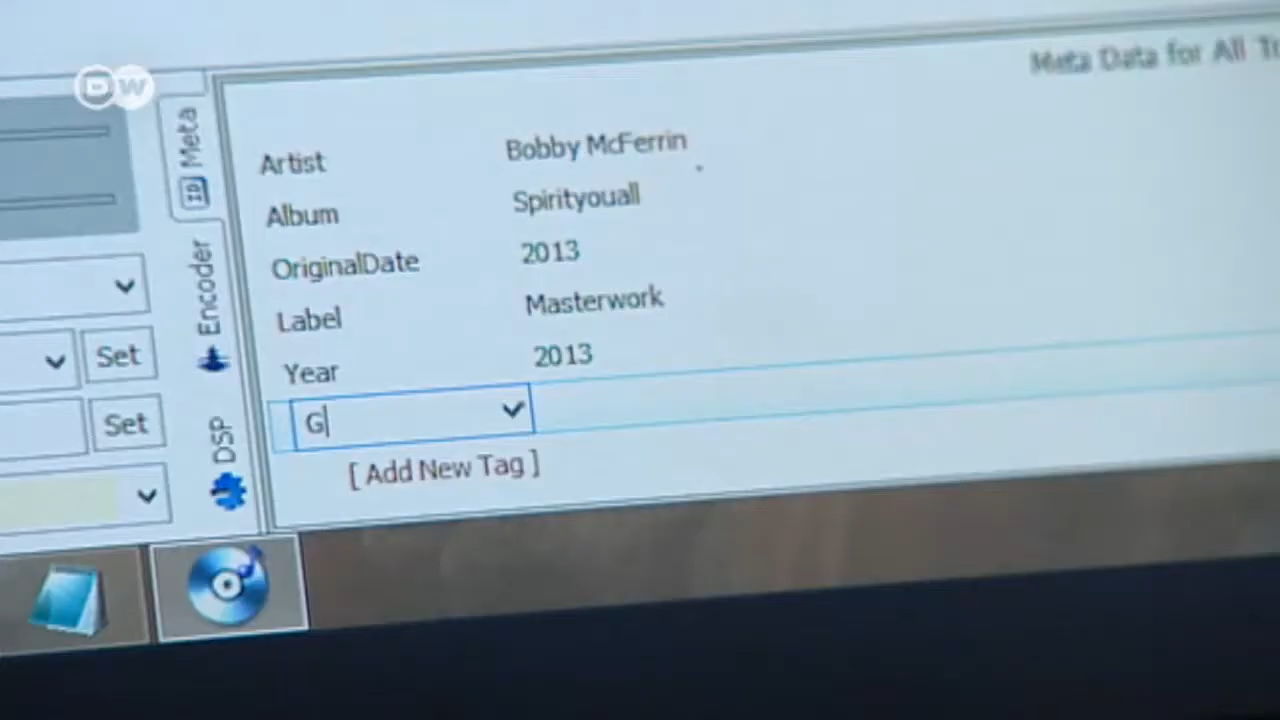 DW
Meta Data for All Tr
Meta
Encoder
DSP
Artist Bobby McFerrin
Album Spirityouall
OriginalDate 2013
Label Masterwork
Year 2013
G
[ Add New Tag ]
Set
Set